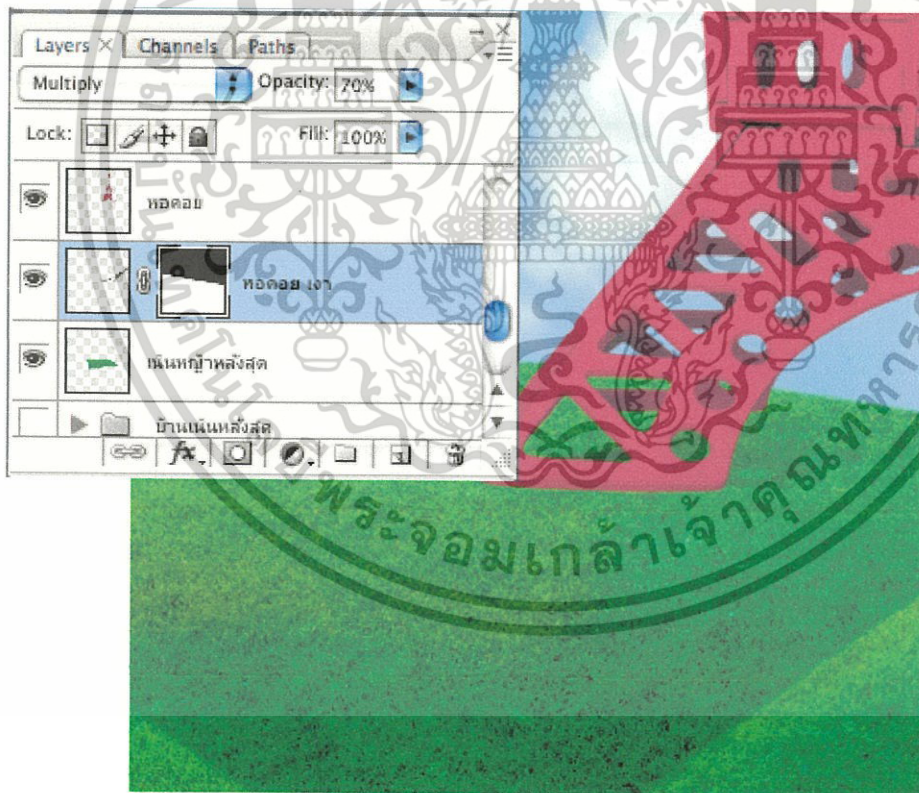 Layers × Channels Paths
Multiply Opacity: 70%
Lock: Fill: 100%
หอคอย
หอคอย เงา
เนินหญ้าหลังสุด
บ้านเนินหลังสุด
พระจอมเกล้าเจ้าคุณทหาร